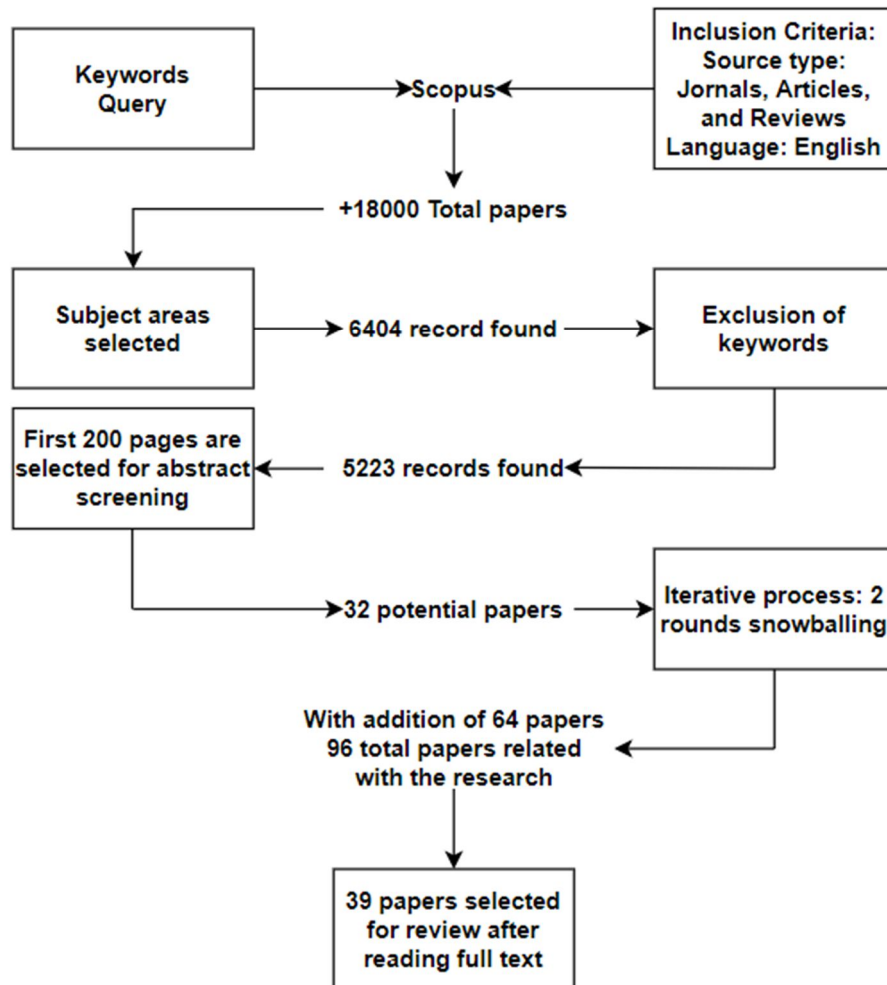 Keywords
Query
Scopus
Inclusion Criteria:
Source type:
Jornals, Articles,
and Reviews
Language: English
+18000 Total papers
Subject areas
selected
6404 record found
Exclusion of
keywords
First 200 pages are
selected for abstract
screening
5223 records found
32 potential papers
Iterative process: 2
rounds snowballing
With addition of 64 papers
96 total papers related
with the research
39 papers selected
for review after
reading full text